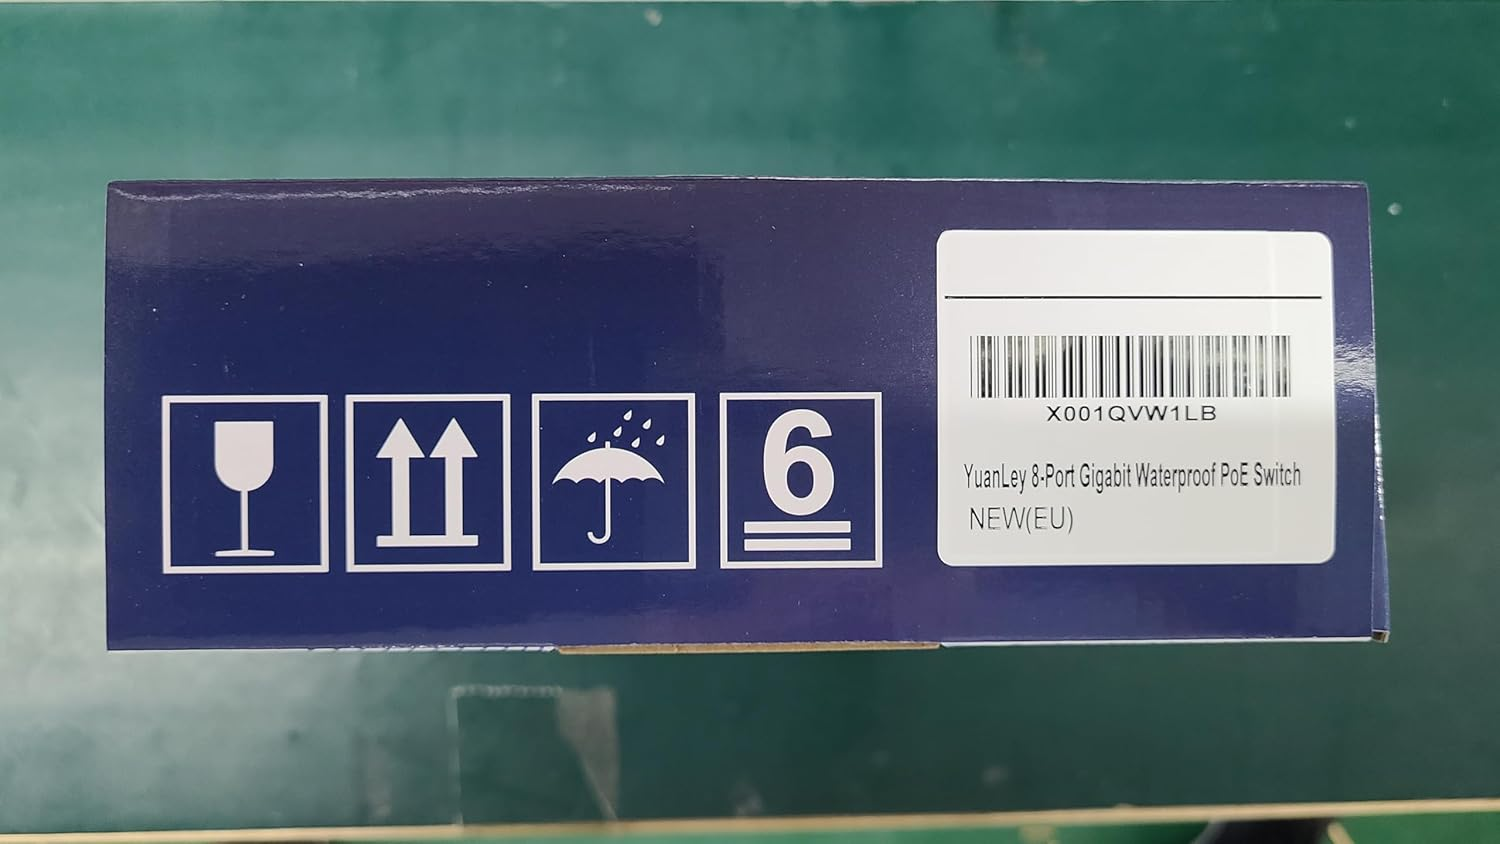 6
X001QVW1LB
YuanLey 8-Port Gigabit Waterproof PoE Switch
NEW(EU)